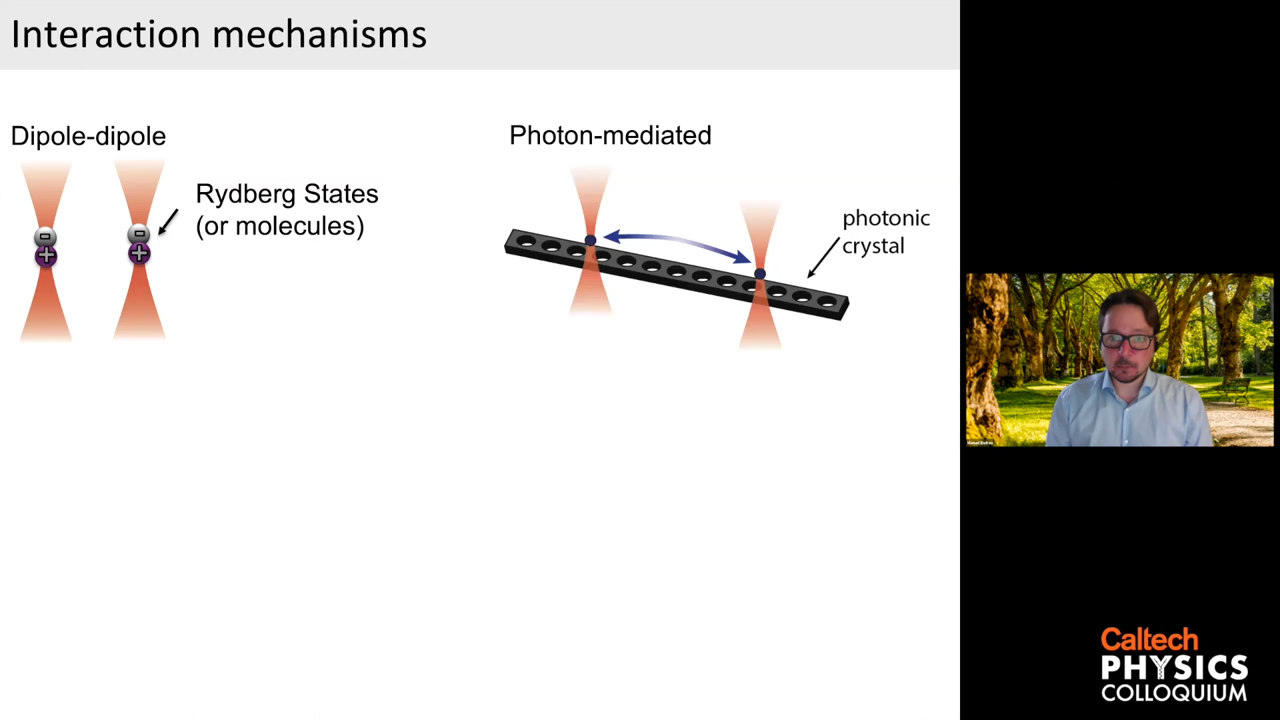 Interaction mechanisms
Dipole-dipole
Rydberg States
(or molecules)
-
-
+
+
Photon-mediated
photonic
crystal
Caltech
PHYSICS
COLLOQUIUM